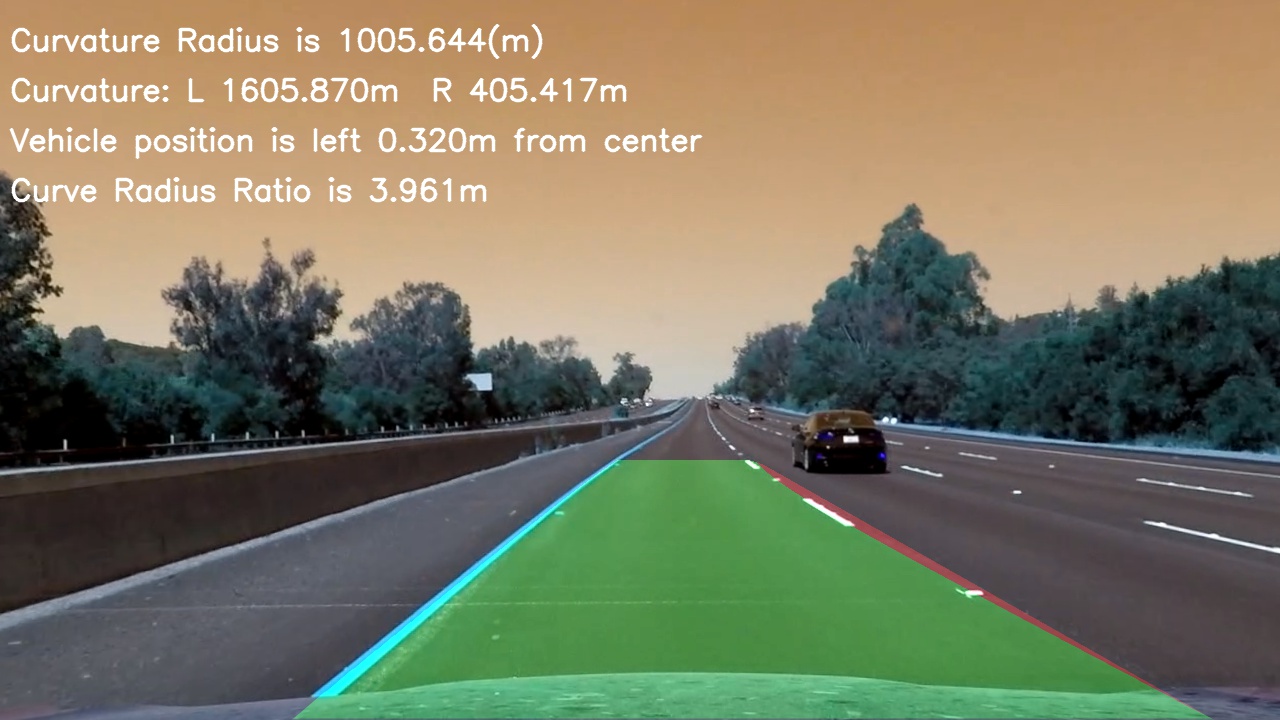 Curvature Radius is 1005.644(m)
Curvature: L 1605.870m R 405.417m
Vehicle position is left 0.320m from center
Curve Radius Ratio is 3.961m